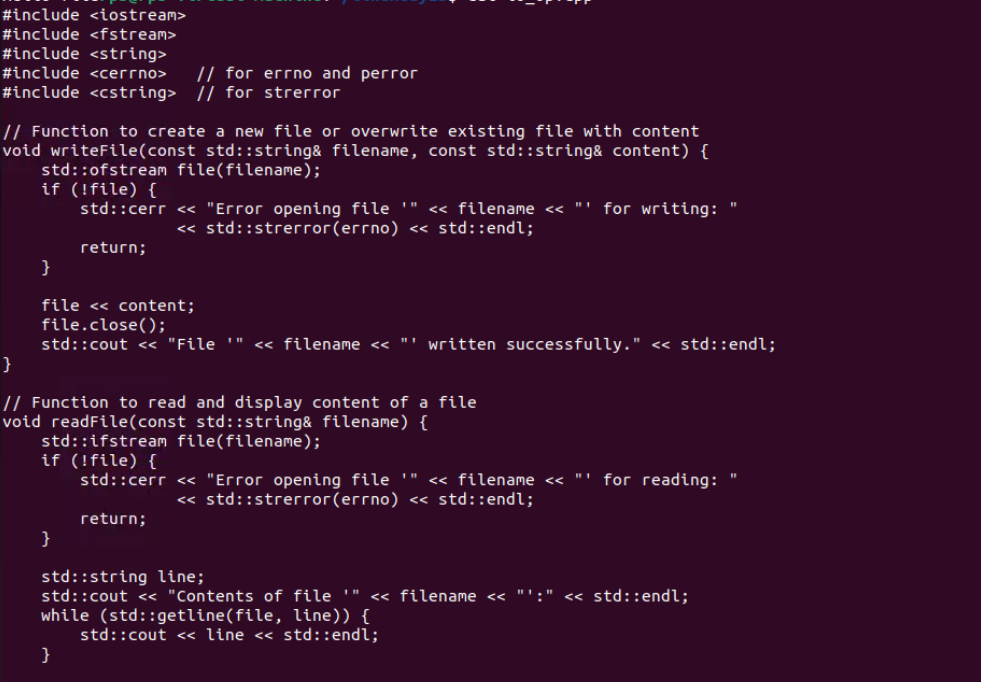 #include <iostream>
#include <fstream>
#include <string>
#include <cerrno>   // for errno and perror
#include <cstring>  // for strerror

// Function to create a new file or overwrite existing file with content
void writeFile(const std::string& filename, const std::string& content) {
    std::ofstream file(filename);
    if (!file) {
        std::cerr << "Error opening file '" << filename << "' for writing: "
                  << std::strerror(errno) << std::endl;
        return;
    }

    file << content;
    file.close();
    std::cout << "File '" << filename << "' written successfully." << std::endl;
}

// Function to read and display content of a file
void readFile(const std::string& filename) {
    std::ifstream file(filename);
    if (!file) {
        std::cerr << "Error opening file '" << filename << "' for reading: "
                  << std::strerror(errno) << std::endl;
        return;
    }

    std::string line;
    std::cout << "Contents of file '" << filename << "':" << std::endl;
    while (std::getline(file, line)) {
        std::cout << line << std::endl;
    }